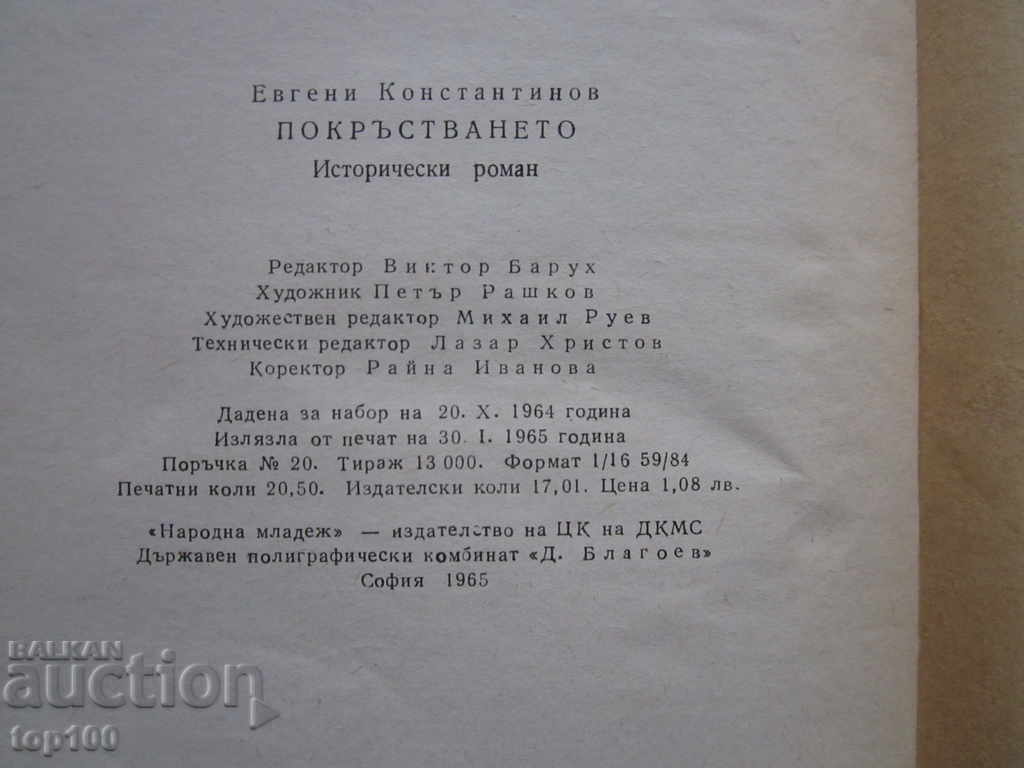 Евгени Константинов
ПОКРЪСТВАНЕТО
Исторически роман
Редактор Виктор Барух
Художник Петър Рашков
Художествен редактор Михаил Руев
Технически редактор Лазар Христов
Коректор Райна Иванова
Дадена за набор на 20. X. 1964 година
Излязла от печат на 30. I. 1965 година
Поръчка № 20. Тираж 13 000. Формат 1/16 59/84
Печатни коли 20,50. Издателски коли 17,01. Цена 1,08 лв.
«Народна младеж» — издателство на ЦК на ДКМС
Държавен полиграфически комбинат «Д. Благоев»
София 1965
BALKAN
auction
top100